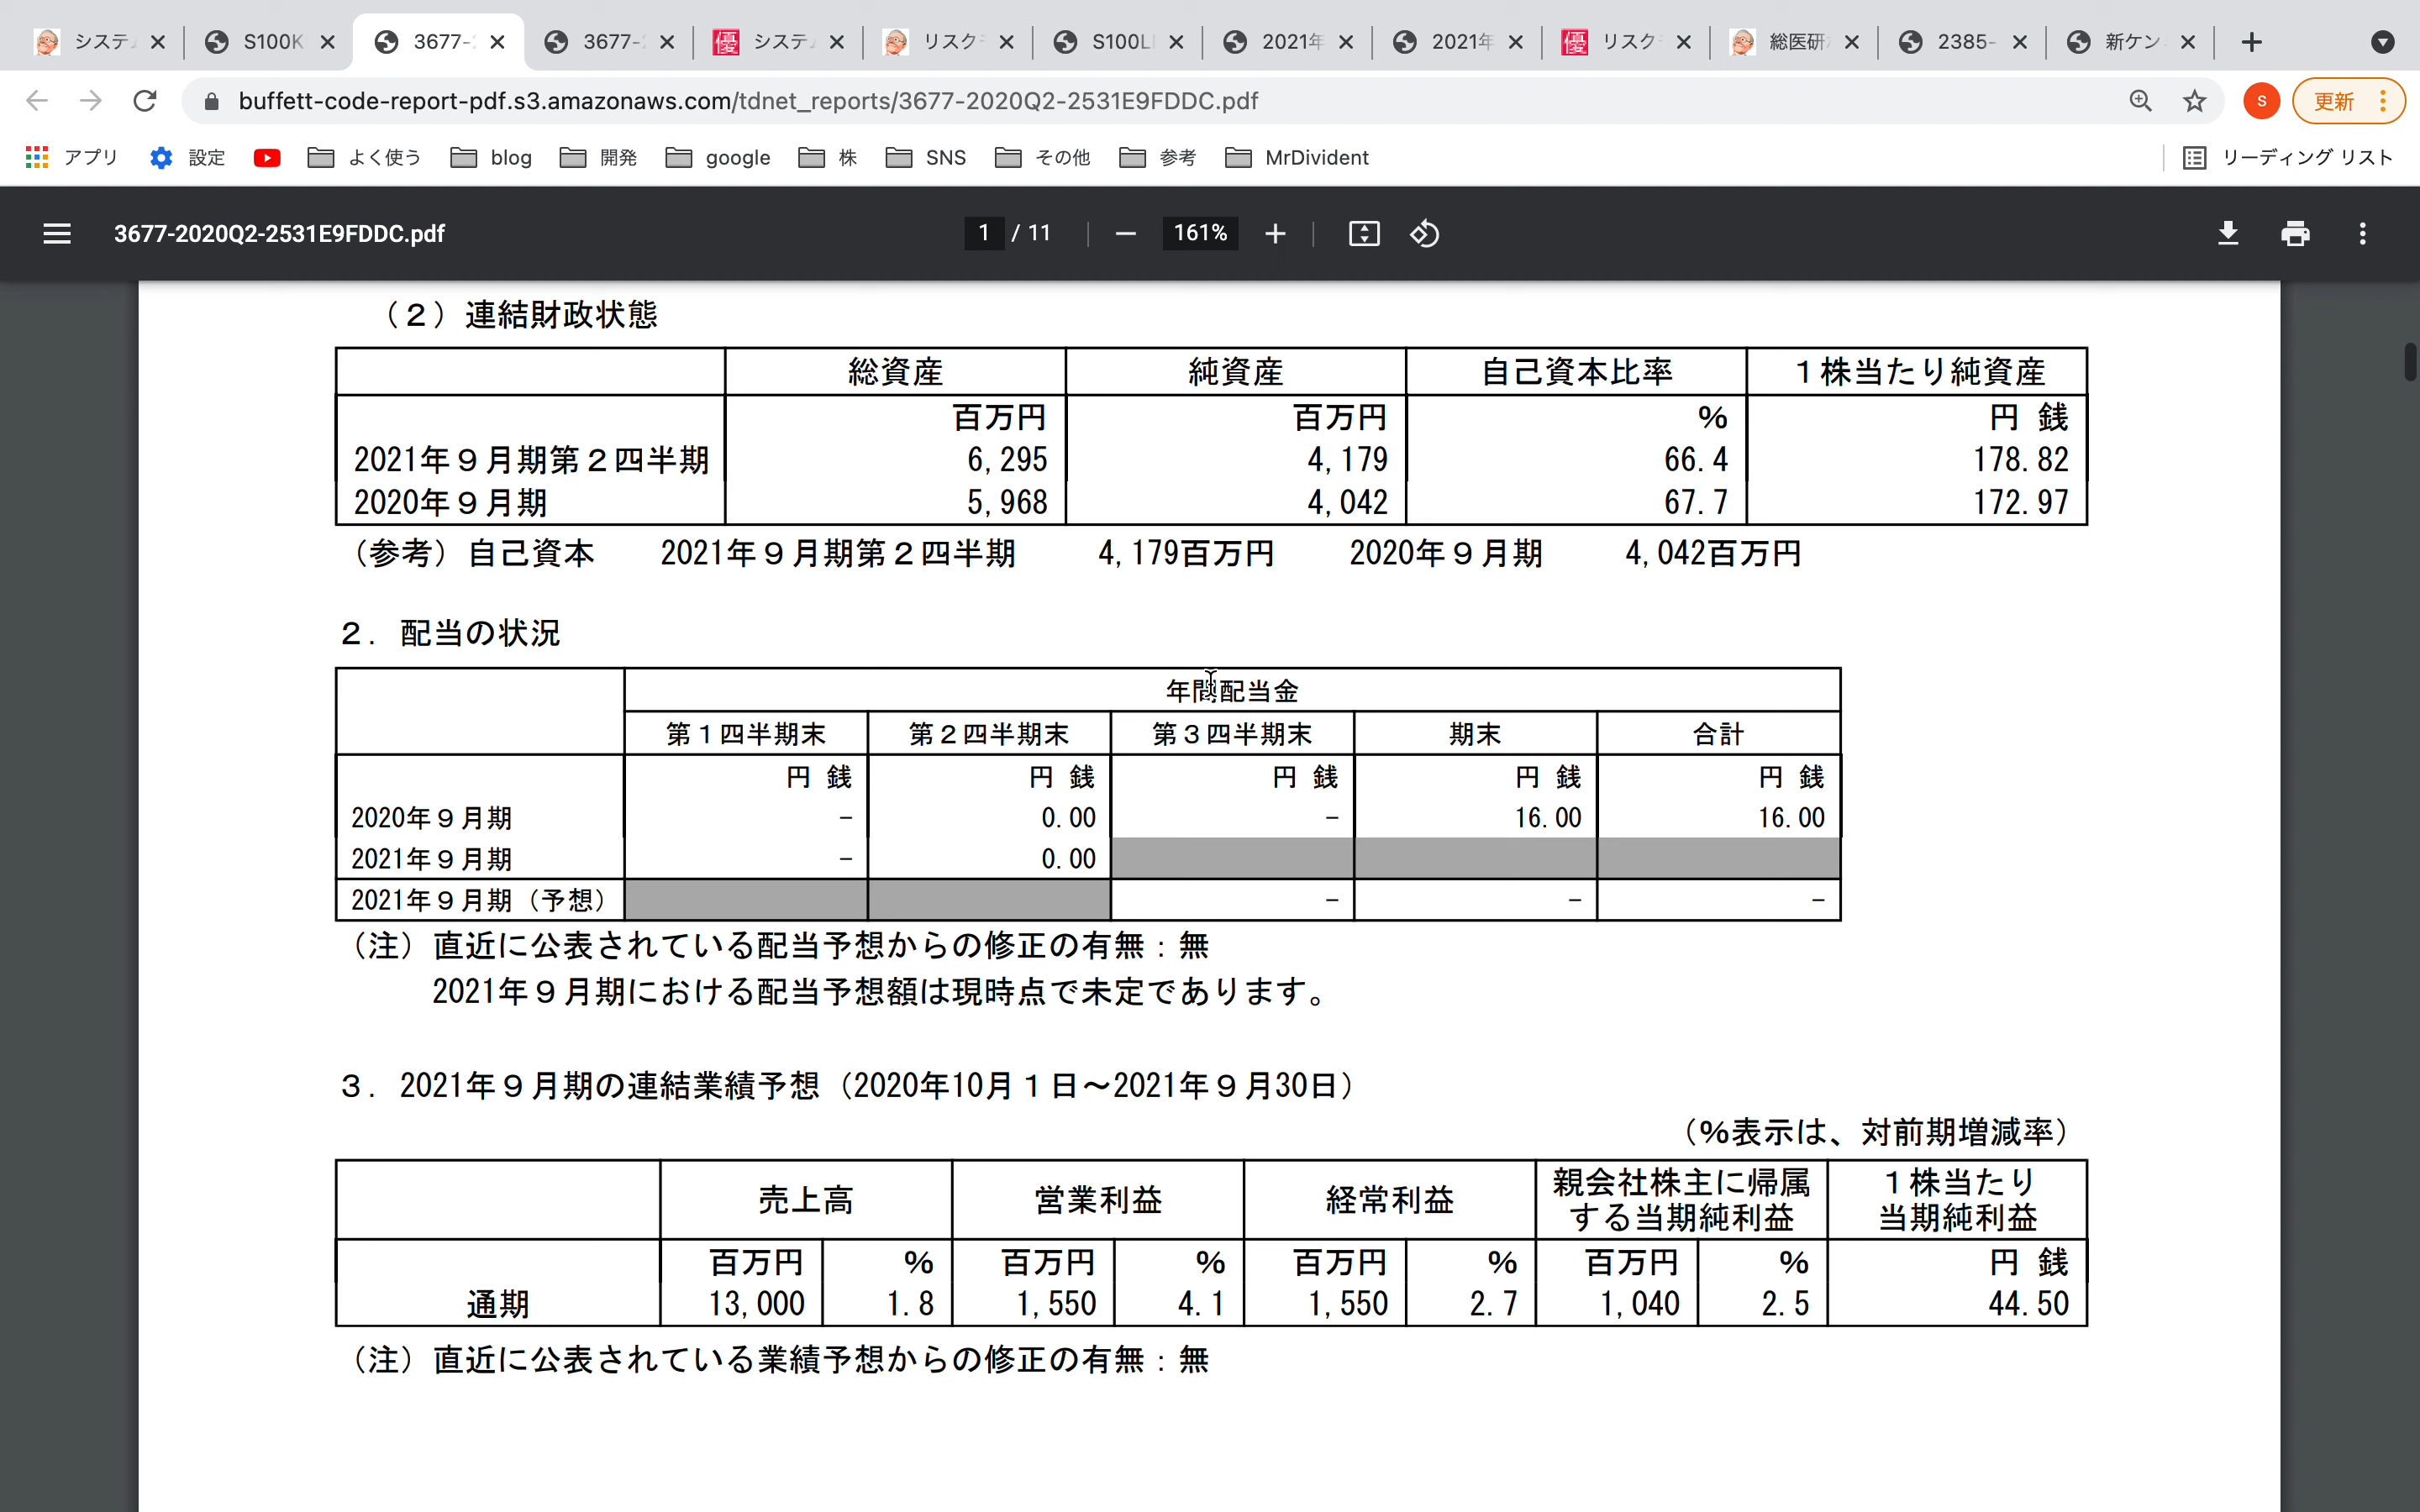 システ S100K 3677- 3677- システ リスク S100L 2021年 2021年 リスク 総医研 2385- 新ケン
buffett-code-report-pdf.s3.amazonaws.com/tdnet_reports/3677-2020Q2-2531E9FDDC.pdf S 更新
アプリ 設定 よく使う blog 開発 google 株 SNS その他 参考 MrDivident リーディング リスト
3677-2020Q2-2531E9FDDC.pdf 1 / 11 161%
（２）連結財政状態
総資産 純資産 自己資本比率 １株当たり純資産
百万円 百万円 % 円 銭
2021年９月期第２四半期 6,295 4,179 66.4 178.82
2020年９月期 5,968 4,042 67.7 172.97
（参考）自己資本 2021年９月期第２四半期 4,179百万円 2020年９月期 4,042百万円
２．配当の状況
年間配当金
第１四半期末 第２四半期末 第３四半期末 期末 合計
円 銭 円 銭 円 銭 円 銭 円 銭
2020年９月期 － 0.00 － 16.00 16.00
2021年９月期 － 0.00
2021年９月期（予想） － － －
（注）直近に公表されている配当予想からの修正の有無：無
2021年９月期における配当予想額は現時点で未定であります。
３．2021年９月期の連結業績予想（2020年10月１日～2021年９月30日）
（%表示は、対前期増減率）
売上高 営業利益 経常利益 親会社株主に帰属する当期純利益 １株当たり当期純利益
百万円 % 百万円 % 百万円 % 百万円 % 円 銭
通期 13,000 1.8 1,550 4.1 1,550 2.7 1,040 2.5 44.50
（注）直近に公表されている業績予想からの修正の有無：無